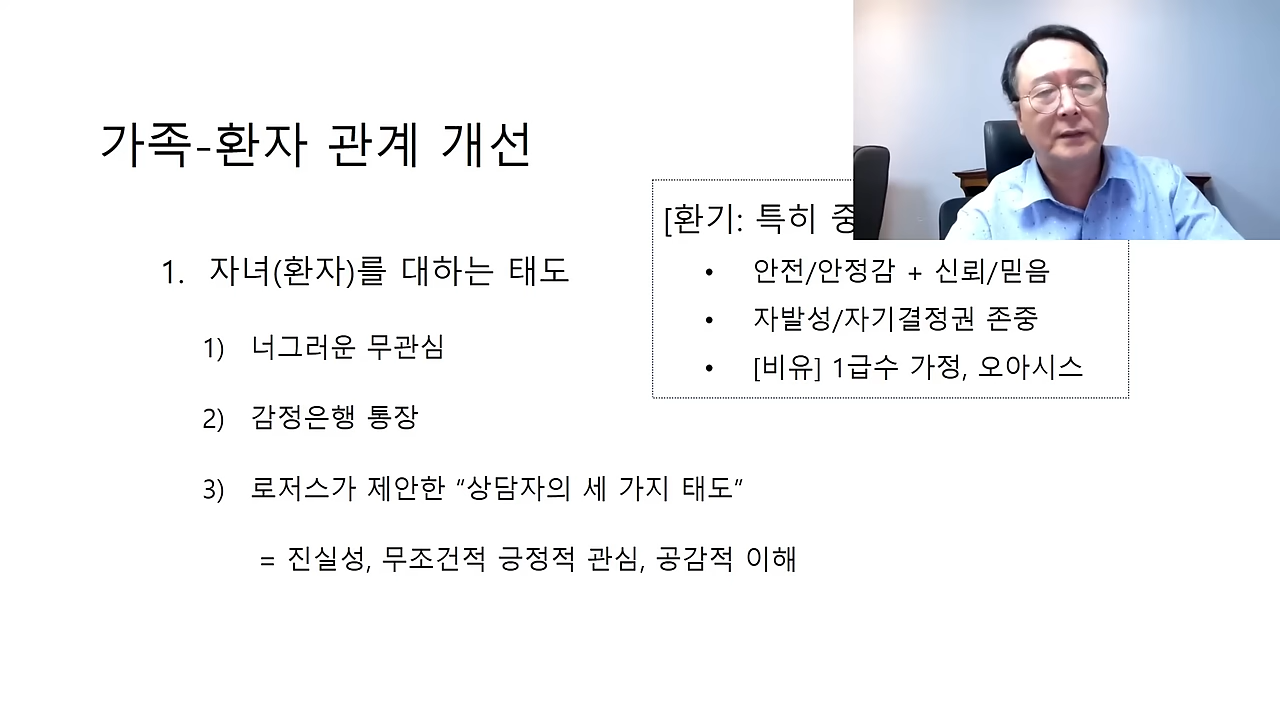 가족-환자 관계 개선
[환기: 특히
안전/안정감 + 신뢰/믿음
자발성/자기결정권 존중
[비유] 1급수 가정, 오아시스
1. 자녀(환자)를 대하는 태도
1) 너그러운 무관심
2) 감정은행 통장
3) 로저스가 제안한 “상담자의 세 가지 태도”
= 진실성, 무조건적 긍정적 관심, 공감적 이해